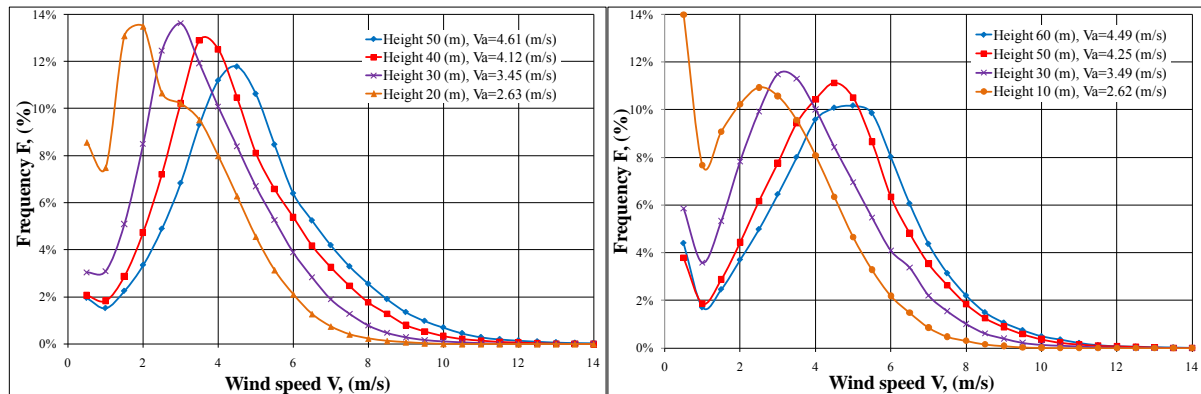 Frequency F, (%)
14%
12%
10%
8%
6%
4%
2%
0%
Height 50 (m), Va=4.61 (m/s)
Height 40 (m), Va=4.12 (m/s)
Height 30 (m), Va=3.45 (m/s)
Height 20 (m), Va=2.63 (m/s)
0 2 4 6 8 10 12 14
Wind speed V, (m/s)
Frequency F, (%)
14%
12%
10%
8%
6%
4%
2%
0%
Height 60 (m), Va=4.49 (m/s)
Height 50 (m), Va=4.25 (m/s)
Height 30 (m), Va=3.49 (m/s)
Height 10 (m), Va=2.62 (m/s)
0 2 4 6 8 10 12 14
Wind speed V, (m/s)